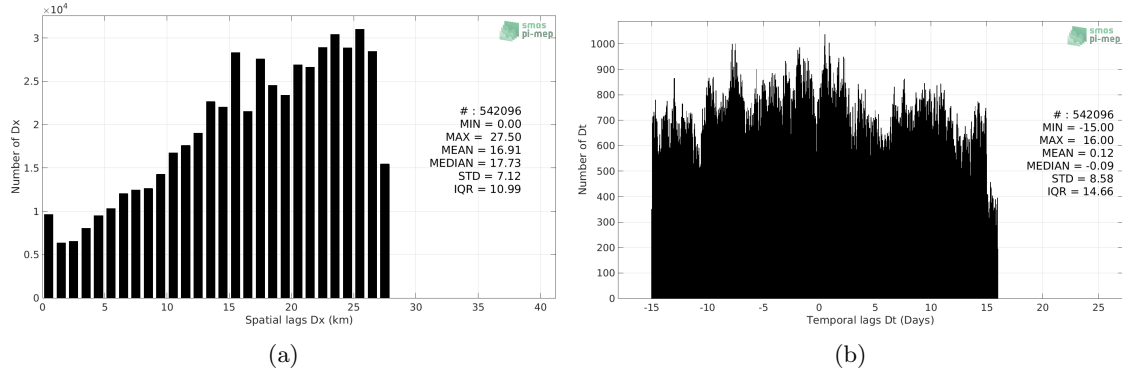 ×10⁴
3
2.5
2
1.5
1
0.5
0
Number of Dx
0 5 10 15 20 25 30 35 40
Spatial lags Dx (km)
smos
pi-mep
# : 542096
MIN = 0.00
MAX = 27.50
MEAN = 16.91
MEDIAN = 17.73
STD = 7.12
IQR = 10.99
(a)
1000
900
800
700
600
500
400
300
200
100
0
Number of Dt
-15 -10 -5 0 5 10 15 20 25
Temporal lags Dt (Days)
smos
pi-mep
# : 542096
MIN = -15.00
MAX = 16.00
MEAN = 0.12
MEDIAN = -0.09
STD = 8.58
IQR = 14.66
(b)